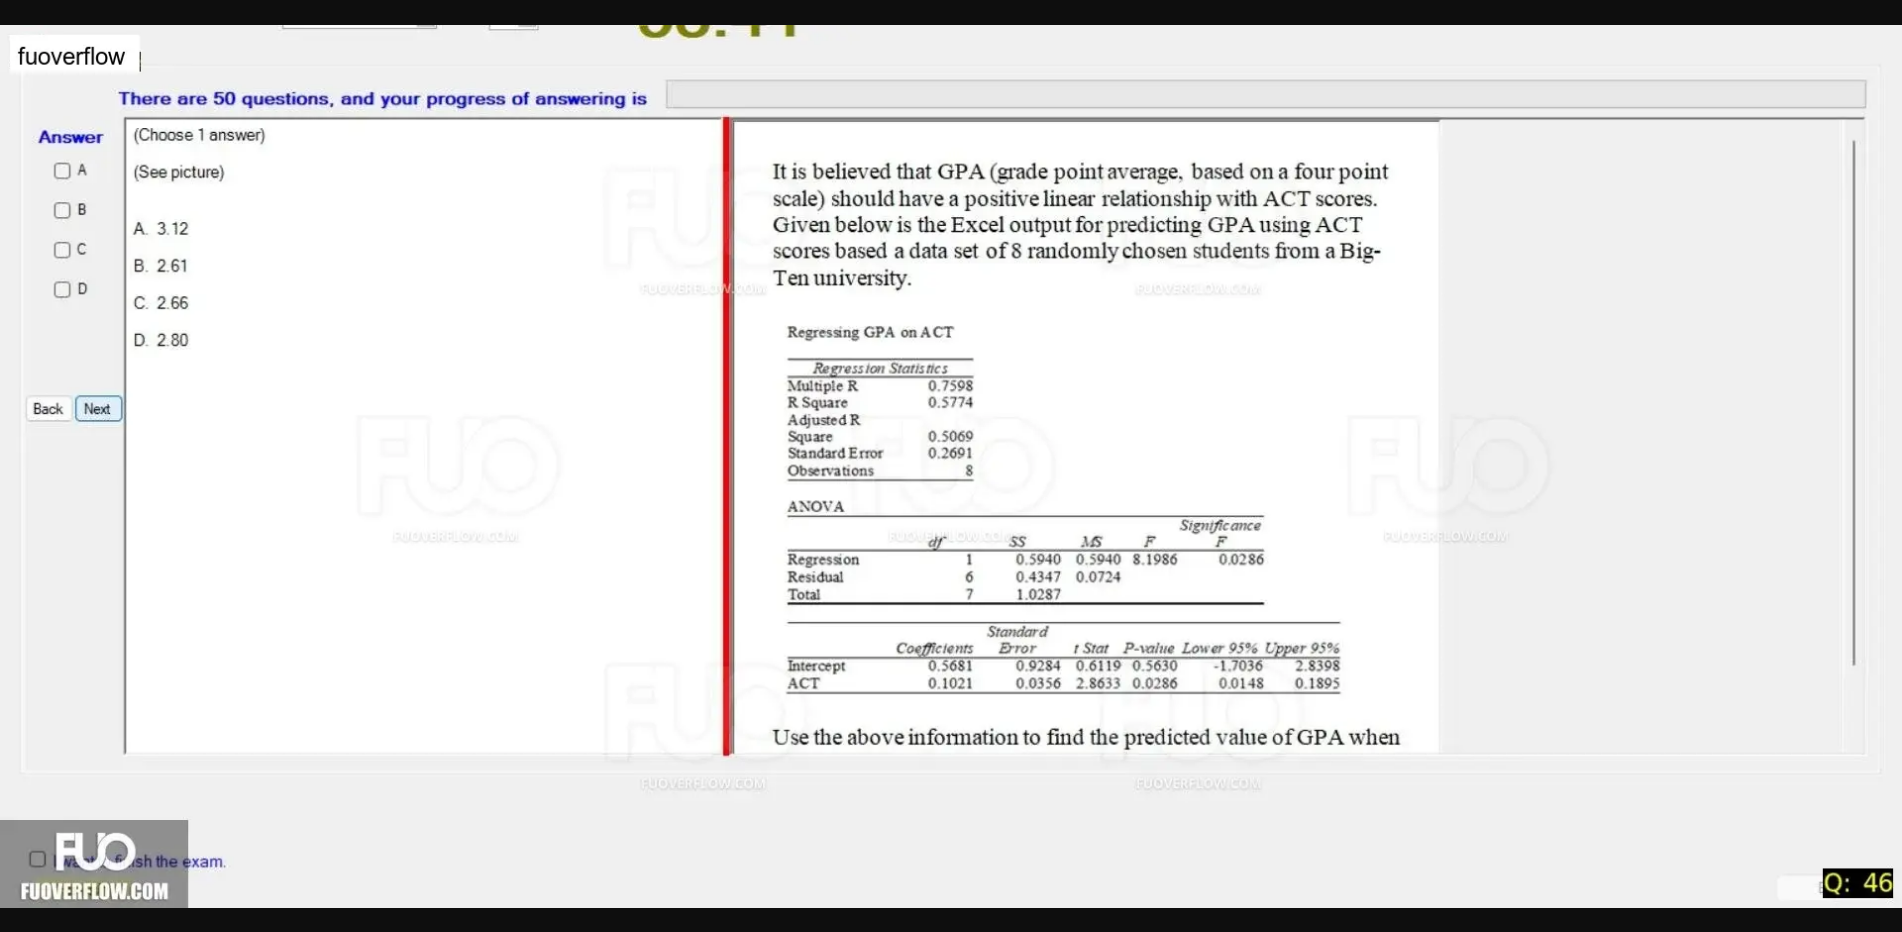 fuoverflow
There are 50 questions, and your progress of answering is
Answer
A
B
C
D
Back Next
(Choose 1 answer)
(See picture)
A. 3.12
B. 2.61
C. 2.66
D. 2.80
It is believed that GPA (grade point average, based on a four point
scale) should have a positive linear relationship with ACT scores.
Given below is the Excel output for predicting GPA using ACT
scores based a data set of 8 randomly chosen students from a Big-
Ten university.
Regressing GPA on ACT
Regression Statistics
Multiple R 0.7598
R Square 0.5774
Adjusted R
Square 0.5069
Standard Error 0.2691
Observations 8
ANOVA
Significance
df SS MS F F
Regression 1 0.5940 0.5940 8.1986 0.0286
Residual 6 0.4347 0.0724
Total 7 1.0287
Standard
Coefficients Error t Stat P-value Lower 95% Upper 95%
Intercept 0.5681 0.9284 0.6119 0.5630 -1.7036 2.8398
ACT 0.1021 0.0356 2.8633 0.0286 0.0148 0.1895
Use the above information to find the predicted value of GPA when
FUO
FUOVERFLOW.COM
the exam.
Q: 46